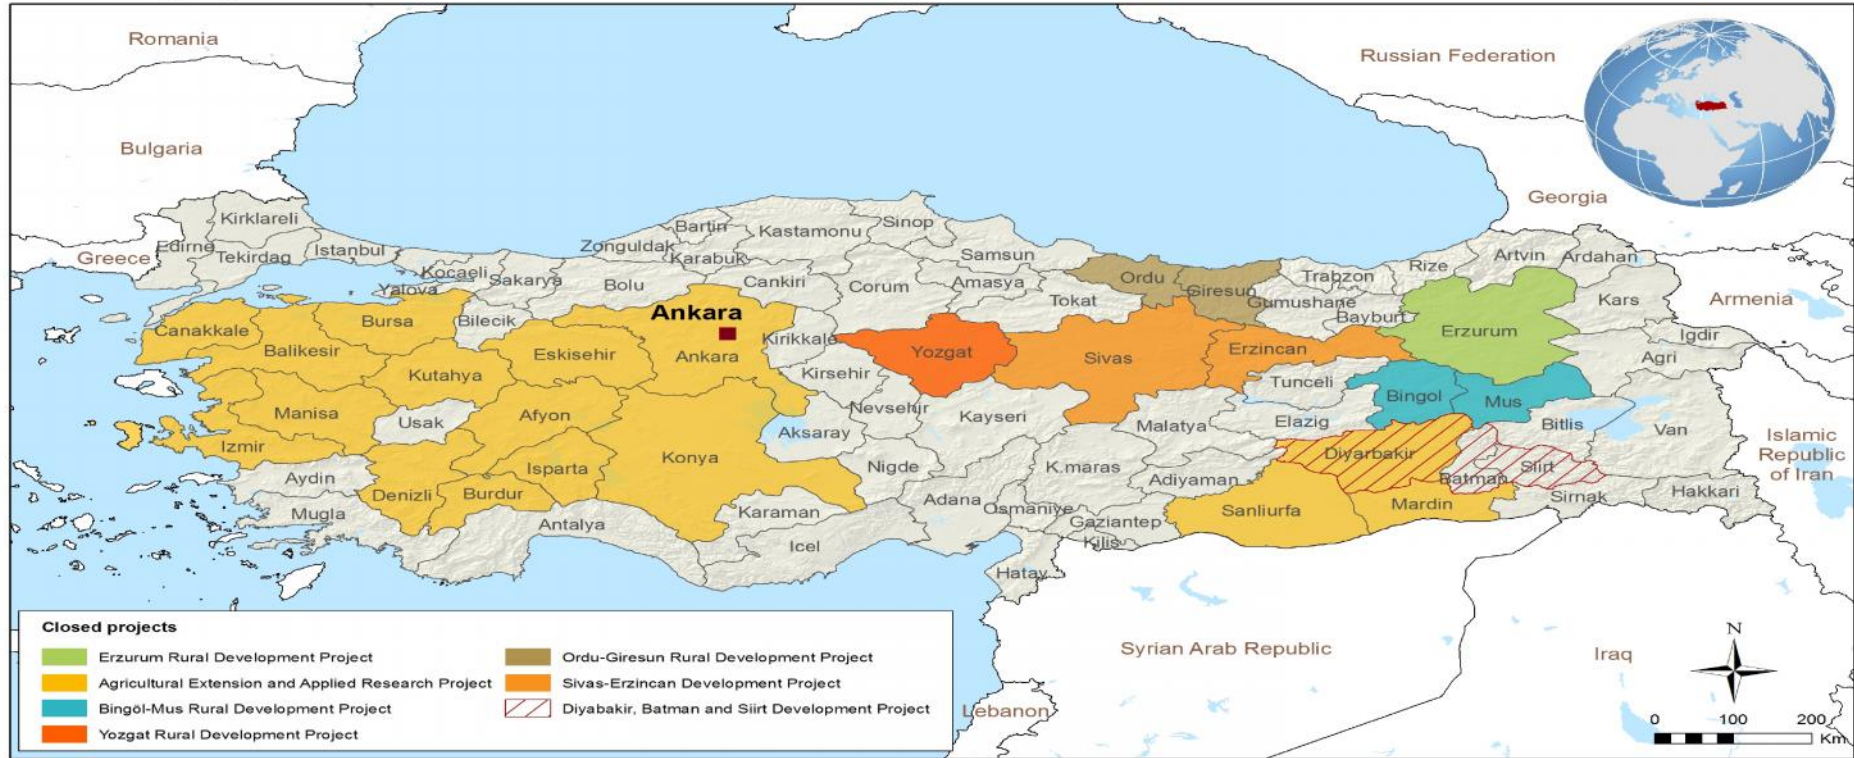 Romania
Russian Federation
Bulgaria
Georgia
Greece
Armenia
Islamic
Republic
of Iran
Syrian Arab Republic
Iraq
Lebanon
Kirklareli
Edirne
Tekirdag
Istanbul
Kocaeli
Yalova
Sakarya
Zonguldak
Bartin
Karabuk
Kastamonu
Sinop
Samsun
Bolu
Cankiri
Corum
Amasya
Tokat
Ordu
Giresun
Trabzon
Gumushane
Bayburt
Rize
Artvin
Ardahan
Kars
Igdir
Agri
Canakkale
Bursa
Bilecik
Balikesir
Kutahya
Eskisehir
Ankara
Ankara
Kirikkale
Kirsehir
Yozgat
Sivas
Erzincan
Erzurum
Tunceli
Bingol
Mus
Manisa
Usak
Afyon
Izmir
Aydin
Denizli
Isparta
Burdur
Konya
Aksaray
Nevsehir
Kayseri
Nigde
Malatya
Elazig
Bitlis
Van
Diyarbakir
Batman
Siirt
Sirnak
Hakkari
K.maras
Adiyaman
Sanliurfa
Mardin
Mugla
Antalya
Karaman
Icel
Adana
Osmaniye
Gaziantep
Kilis
Hatay
Closed projects
Erzurum Rural Development Project
Agricultural Extension and Applied Research Project
Bingöl-Mus Rural Development Project
Yozgat Rural Development Project
Ordu-Giresun Rural Development Project
Sivas-Erzincan Development Project
Diyabakir, Batman and Siirt Development Project
N
0 100 200
Km